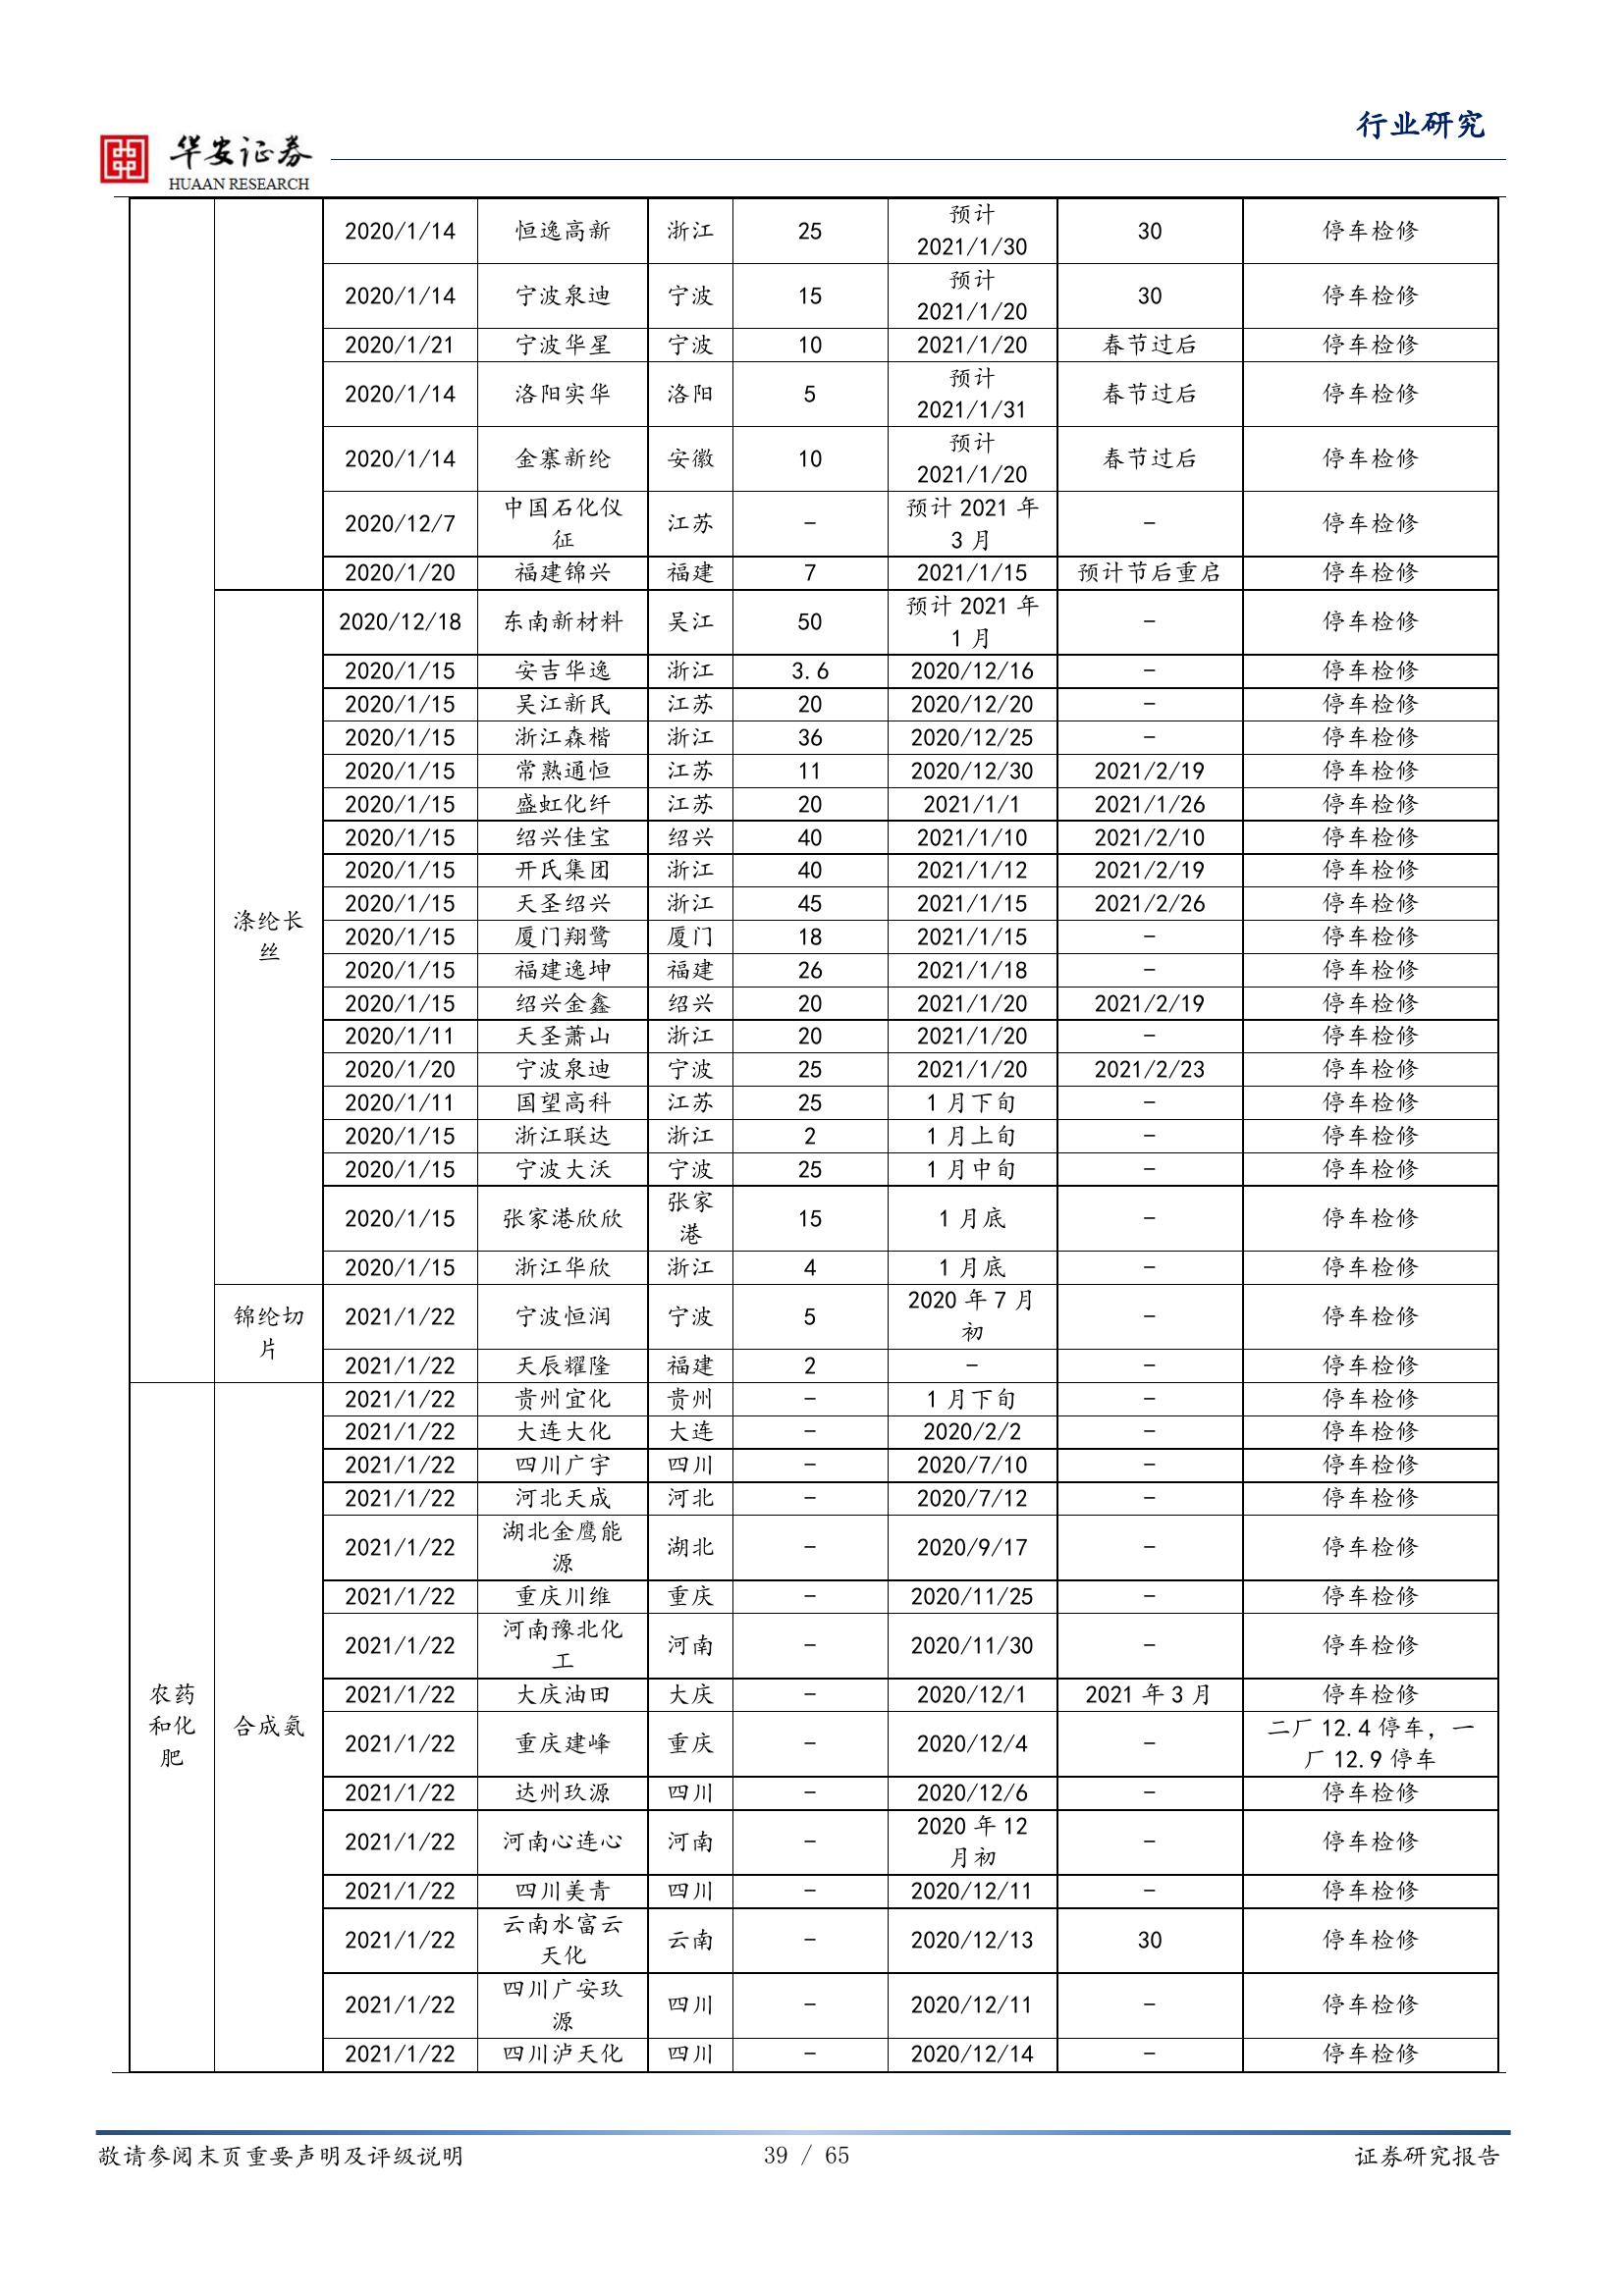 行业研究
华安证券
HUAAN RESEARCH
2020/1/14 恒逸高新 浙江 25 预计 2021/1/30 30 停车检修
2020/1/14 宁波泉迪 宁波 15 预计 2021/1/20 30 停车检修
2020/1/21 宁波华星 宁波 10 2021/1/20 春节过后 停车检修
2020/1/14 洛阳实华 洛阳 5 预计 2021/1/31 春节过后 停车检修
2020/1/14 金寨新纶 安徽 10 预计 2021/1/20 春节过后 停车检修
2020/12/7 中国石化仪征 江苏 - 预计 2021 年 3 月 - 停车检修
2020/1/20 福建锦兴 福建 7 2021/1/15 预计节后重启 停车检修
涤纶长丝 2020/12/18 东南新材料 吴江 50 预计 2021 年 1 月 - 停车检修
2020/1/15 安吉华逸 浙江 3.6 2020/12/16 - 停车检修
2020/1/15 吴江新民 江苏 20 2020/12/20 - 停车检修
2020/1/15 浙江森楷 浙江 36 2020/12/25 - 停车检修
2020/1/15 常熟通恒 江苏 11 2020/12/30 2021/2/19 停车检修
2020/1/15 盛虹化纤 江苏 20 2021/1/1 2021/1/26 停车检修
2020/1/15 绍兴佳宝 绍兴 40 2021/1/10 2021/2/10 停车检修
2020/1/15 开氏集团 浙江 40 2021/1/12 2021/2/19 停车检修
2020/1/15 天圣绍兴 浙江 45 2021/1/15 2021/2/26 停车检修
2020/1/15 厦门翔鹭 厦门 18 2021/1/15 - 停车检修
2020/1/15 福建逸坤 福建 26 2021/1/18 - 停车检修
2020/1/15 绍兴金鑫 绍兴 20 2021/1/20 2021/2/19 停车检修
2020/1/11 天圣萧山 浙江 20 2021/1/20 - 停车检修
2020/1/20 宁波泉迪 宁波 25 2021/1/20 2021/2/23 停车检修
2020/1/11 国望高科 江苏 25 1 月下旬 - 停车检修
2020/1/15 浙江联达 浙江 2 1 月上旬 - 停车检修
2020/1/15 宁波大沃 宁波 25 1 月中旬 - 停车检修
2020/1/15 张家港欣欣 张家港 15 1 月底 - 停车检修
2020/1/15 浙江华欣 浙江 4 1 月底 - 停车检修
锦纶切片 2021/1/22 宁波恒润 宁波 5 2020 年 7 月初 - 停车检修
2021/1/22 天辰耀隆 福建 2 - - 停车检修
农药和化肥 合成氨 2021/1/22 贵州宜化 贵州 - 1 月下旬 - 停车检修
2021/1/22 大连大化 大连 - 2020/2/2 - 停车检修
2021/1/22 四川广宇 四川 - 2020/7/10 - 停车检修
2021/1/22 河北天成 河北 - 2020/7/12 - 停车检修
2021/1/22 湖北金鹰能源 湖北 - 2020/9/17 - 停车检修
2021/1/22 重庆川维 重庆 - 2020/11/25 - 停车检修
2021/1/22 河南豫北化工 河南 - 2020/11/30 - 停车检修
2021/1/22 大庆油田 大庆 - 2020/12/1 2021 年 3 月 停车检修
2021/1/22 重庆建峰 重庆 - 2020/12/4 - 二厂 12.4 停车，一厂 12.9 停车
2021/1/22 达州玖源 四川 - 2020/12/6 - 停车检修
2021/1/22 河南心连心 河南 - 2020 年 12 月初 - 停车检修
2021/1/22 四川美青 四川 - 2020/12/11 - 停车检修
2021/1/22 云南水富云天化 云南 - 2020/12/13 30 停车检修
2021/1/22 四川广安玖源 四川 - 2020/12/11 - 停车检修
2021/1/22 四川泸天化 四川 - 2020/12/14 - 停车检修
敬请参阅末页重要声明及评级说明 39 / 65 证券研究报告